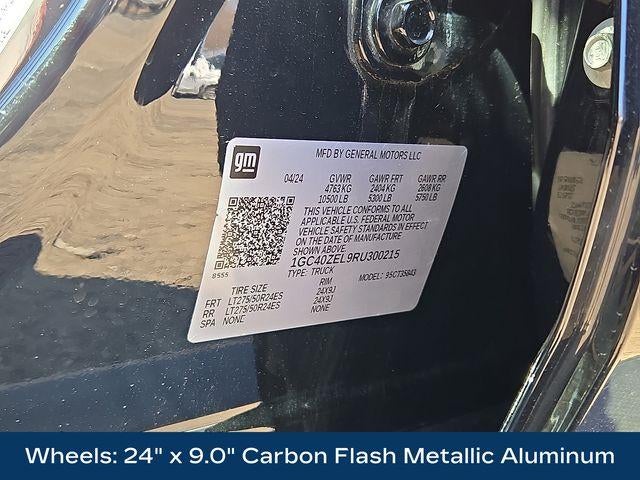 gm
MFD BY GENERAL MOTORS LLC
04/24 GVWR GAWR FRT GAWR RR
4763 KG 2404 KG 2608 KG
10500 LB 5300 LB 5750 LB
THIS VEHICLE CONFORMS TO ALL
APPLICABLE U.S. FEDERAL MOTOR
VEHICLE SAFETY STANDARDS IN EFFECT
ON THE DATE OF MANUFACTURE
SHOWN ABOVE.
1GC40ZEL9RU300215
8555 TYPE: TRUCK MODEL: 95CT35843
TIRE SIZE RIM
FRT LT275/50R24ES 24X9J
RR LT275/50R24ES 24X9J
SPA NONE NONE
Wheels: 24" x 9.0" Carbon Flash Metallic Aluminum